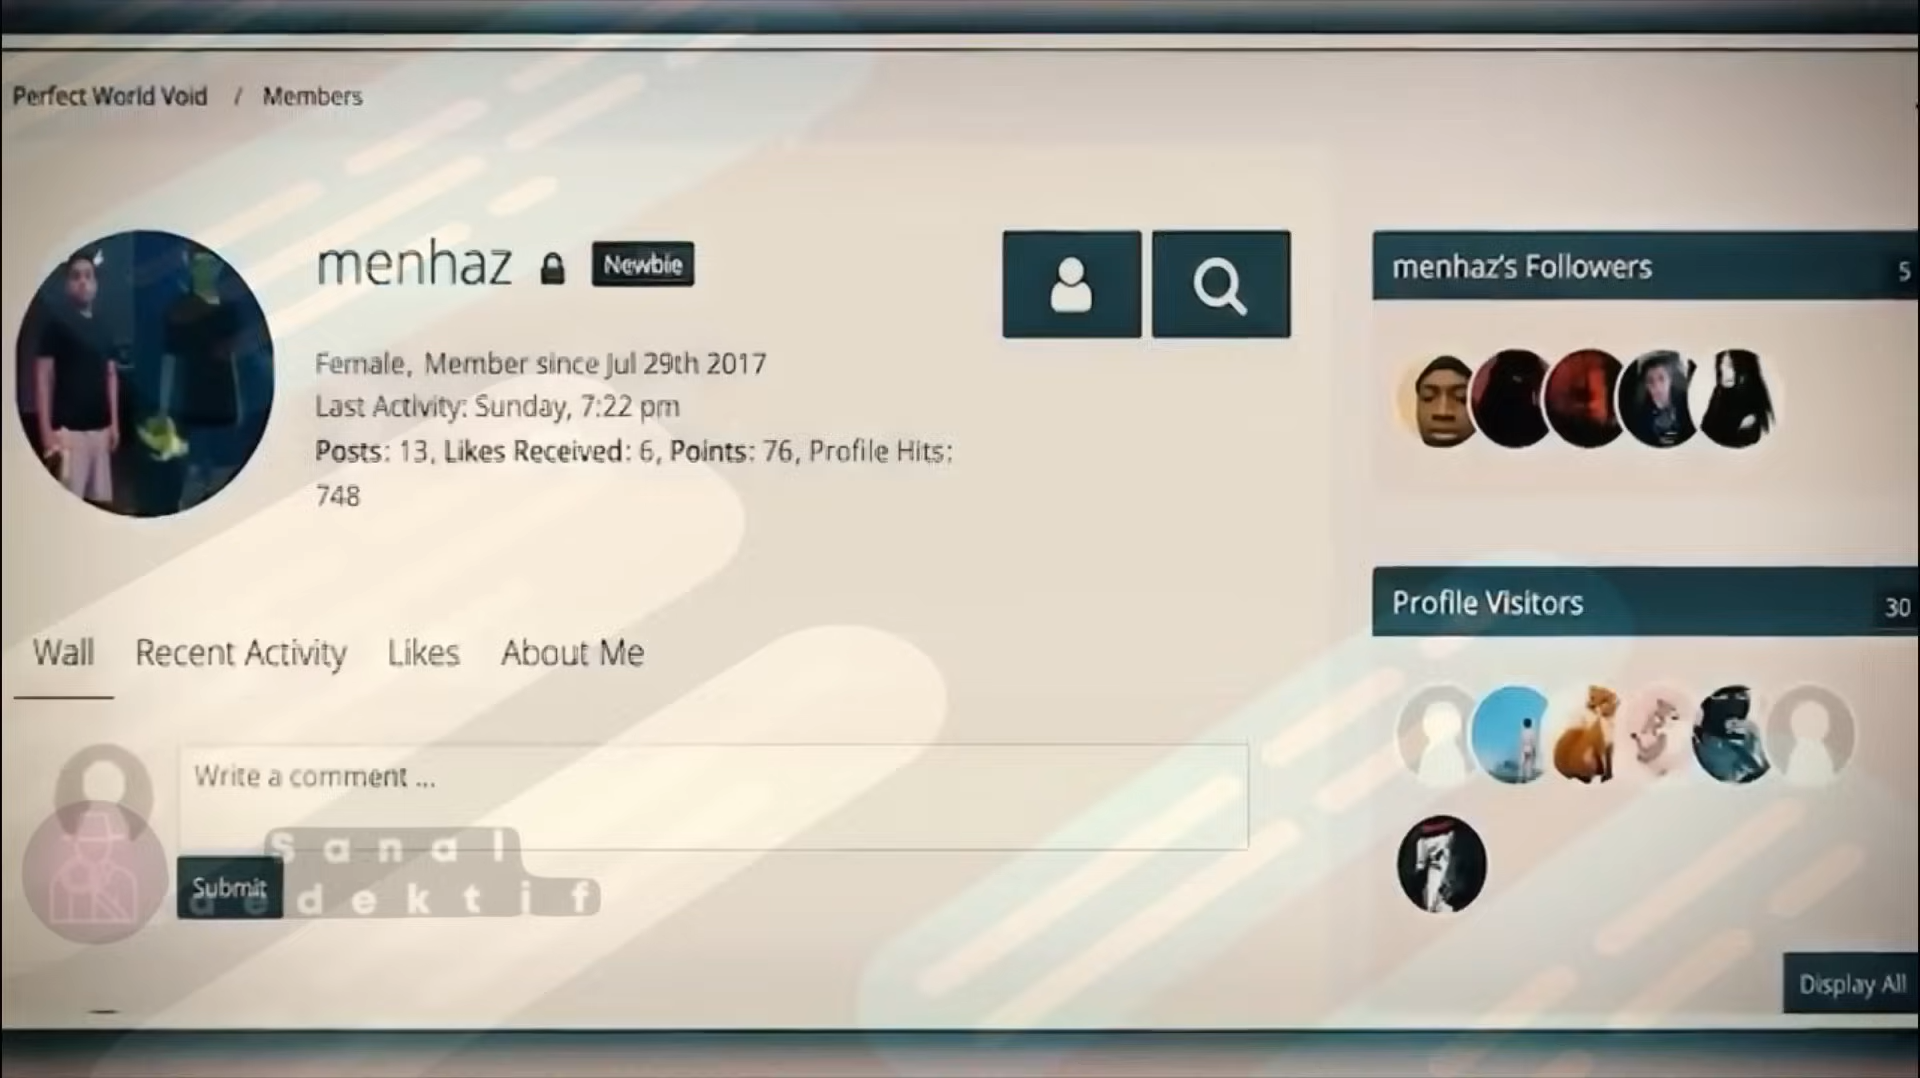 Perfect World Void / Members
menhaz Newbie
Female, Member since Jul 29th 2017
Last Activity: Sunday, 7:22 pm
Posts: 13, Likes Received: 6, Points: 76, Profile Hits:
748
Wall Recent Activity Likes About Me
Write a comment ...
Submit
sanal
dedektif
menhaz's Followers 5
Profile Visitors 30
Display All